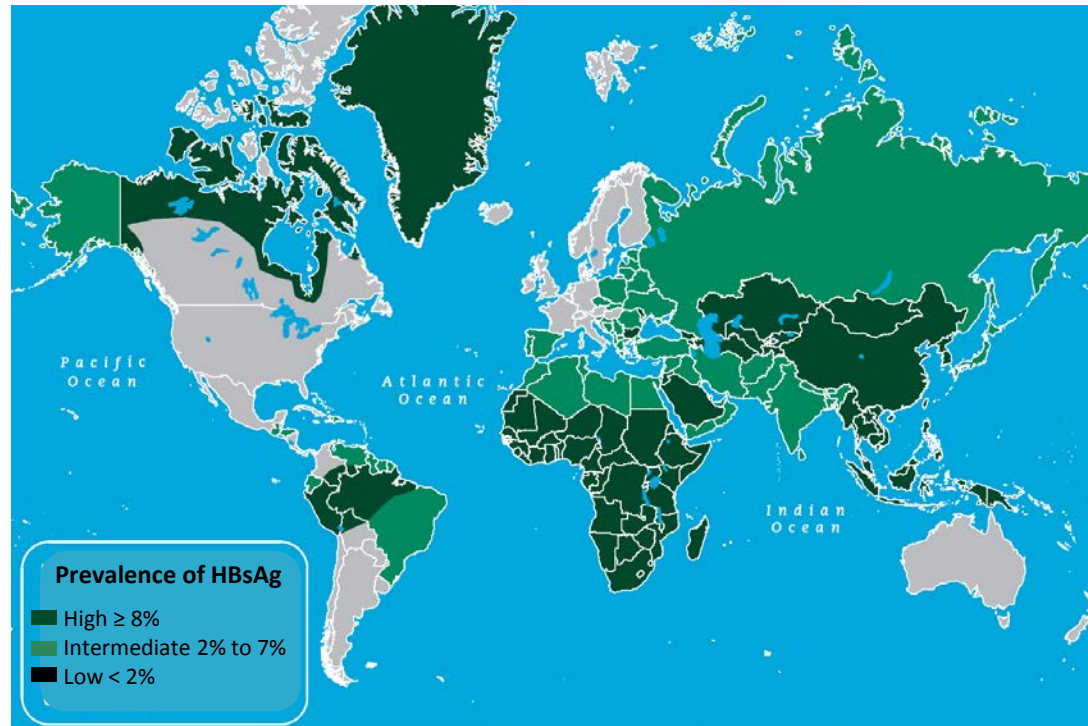 Pacific
Ocean
Atlantic
Ocean
Indian
Ocean
Prevalence of HBsAg
High ≥ 8%
Intermediate 2% to 7%
Low < 2%